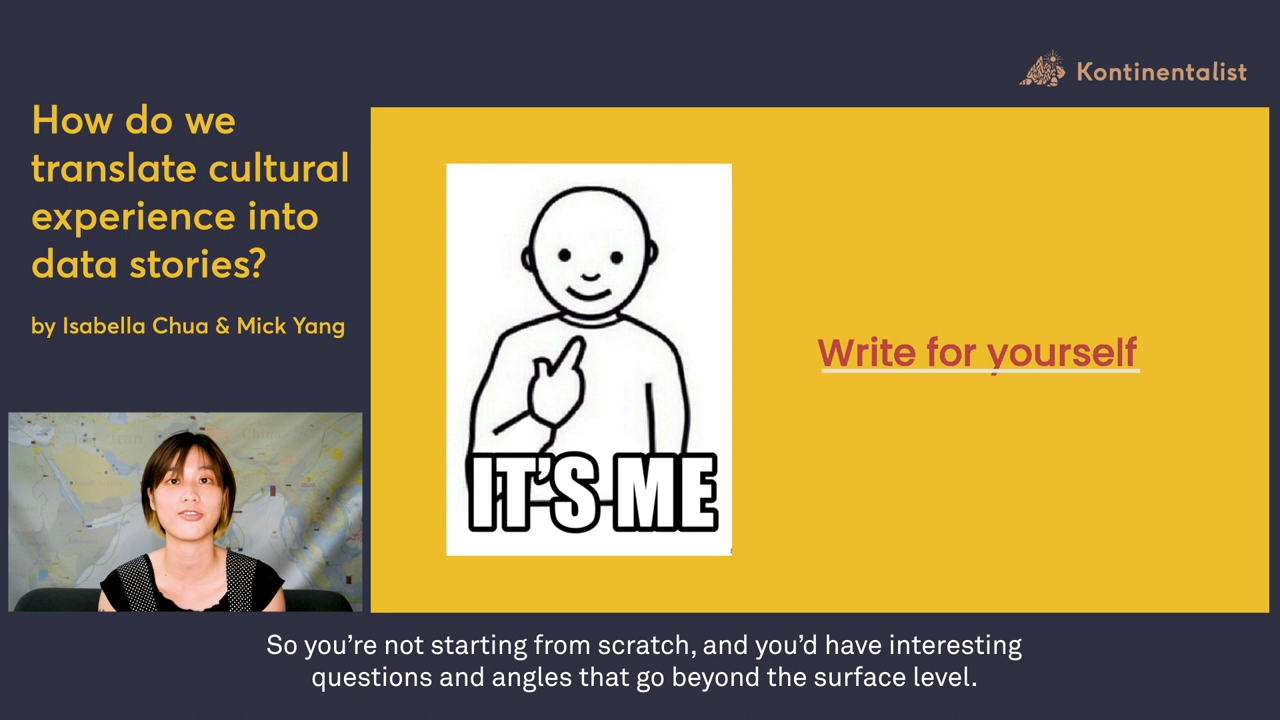 Kontinentalist
How do we
translate cultural
experience into
data stories?
by Isabella Chua & Mick Yang
IT'S ME
Write for yourself
China
So you’re not starting from scratch, and you’d have interesting
questions and angles that go beyond the surface level.